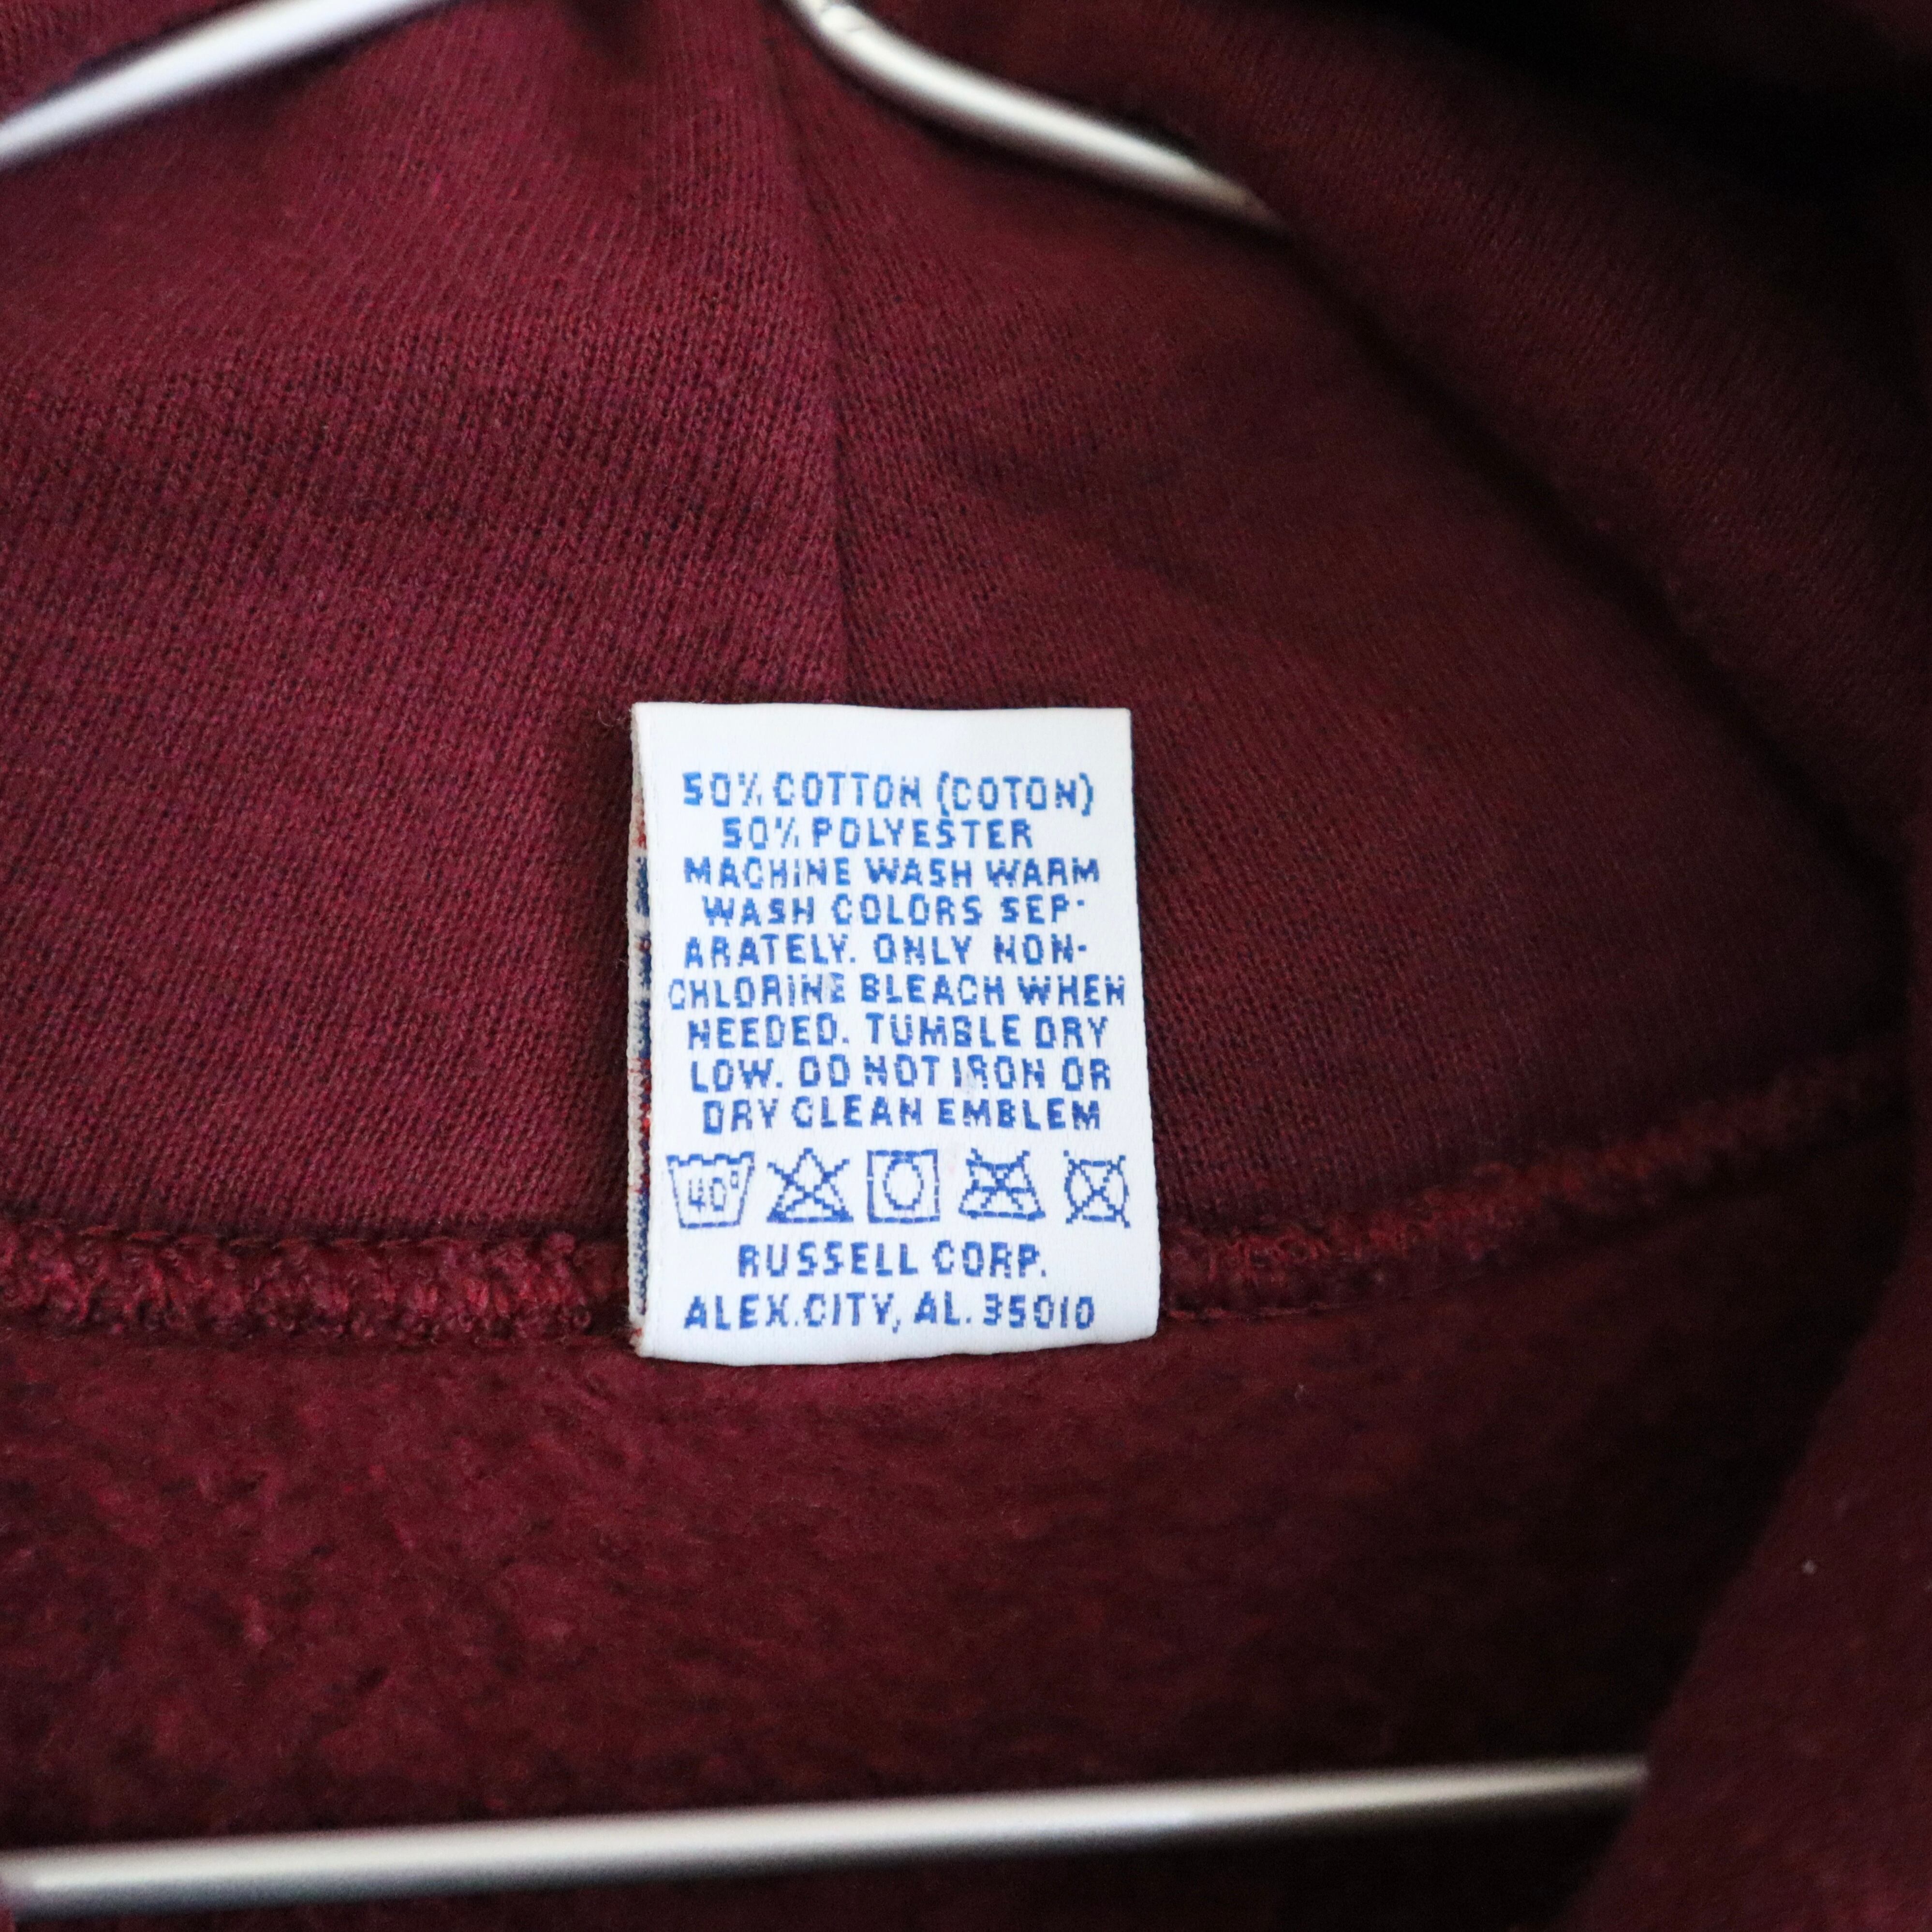 50% COTTON (COTON)
50% POLYESTER
MACHINE WASH WARM
WASH COLORS SEP-
ARATELY. ONLY NON-
CHLORINE BLEACH WHEN
NEEDED. TUMBLE DRY
LOW. DO NOT IRON OR
DRY CLEAN EMBLEM
40°
RUSSELL CORP.
ALEX.CITY, AL. 35010